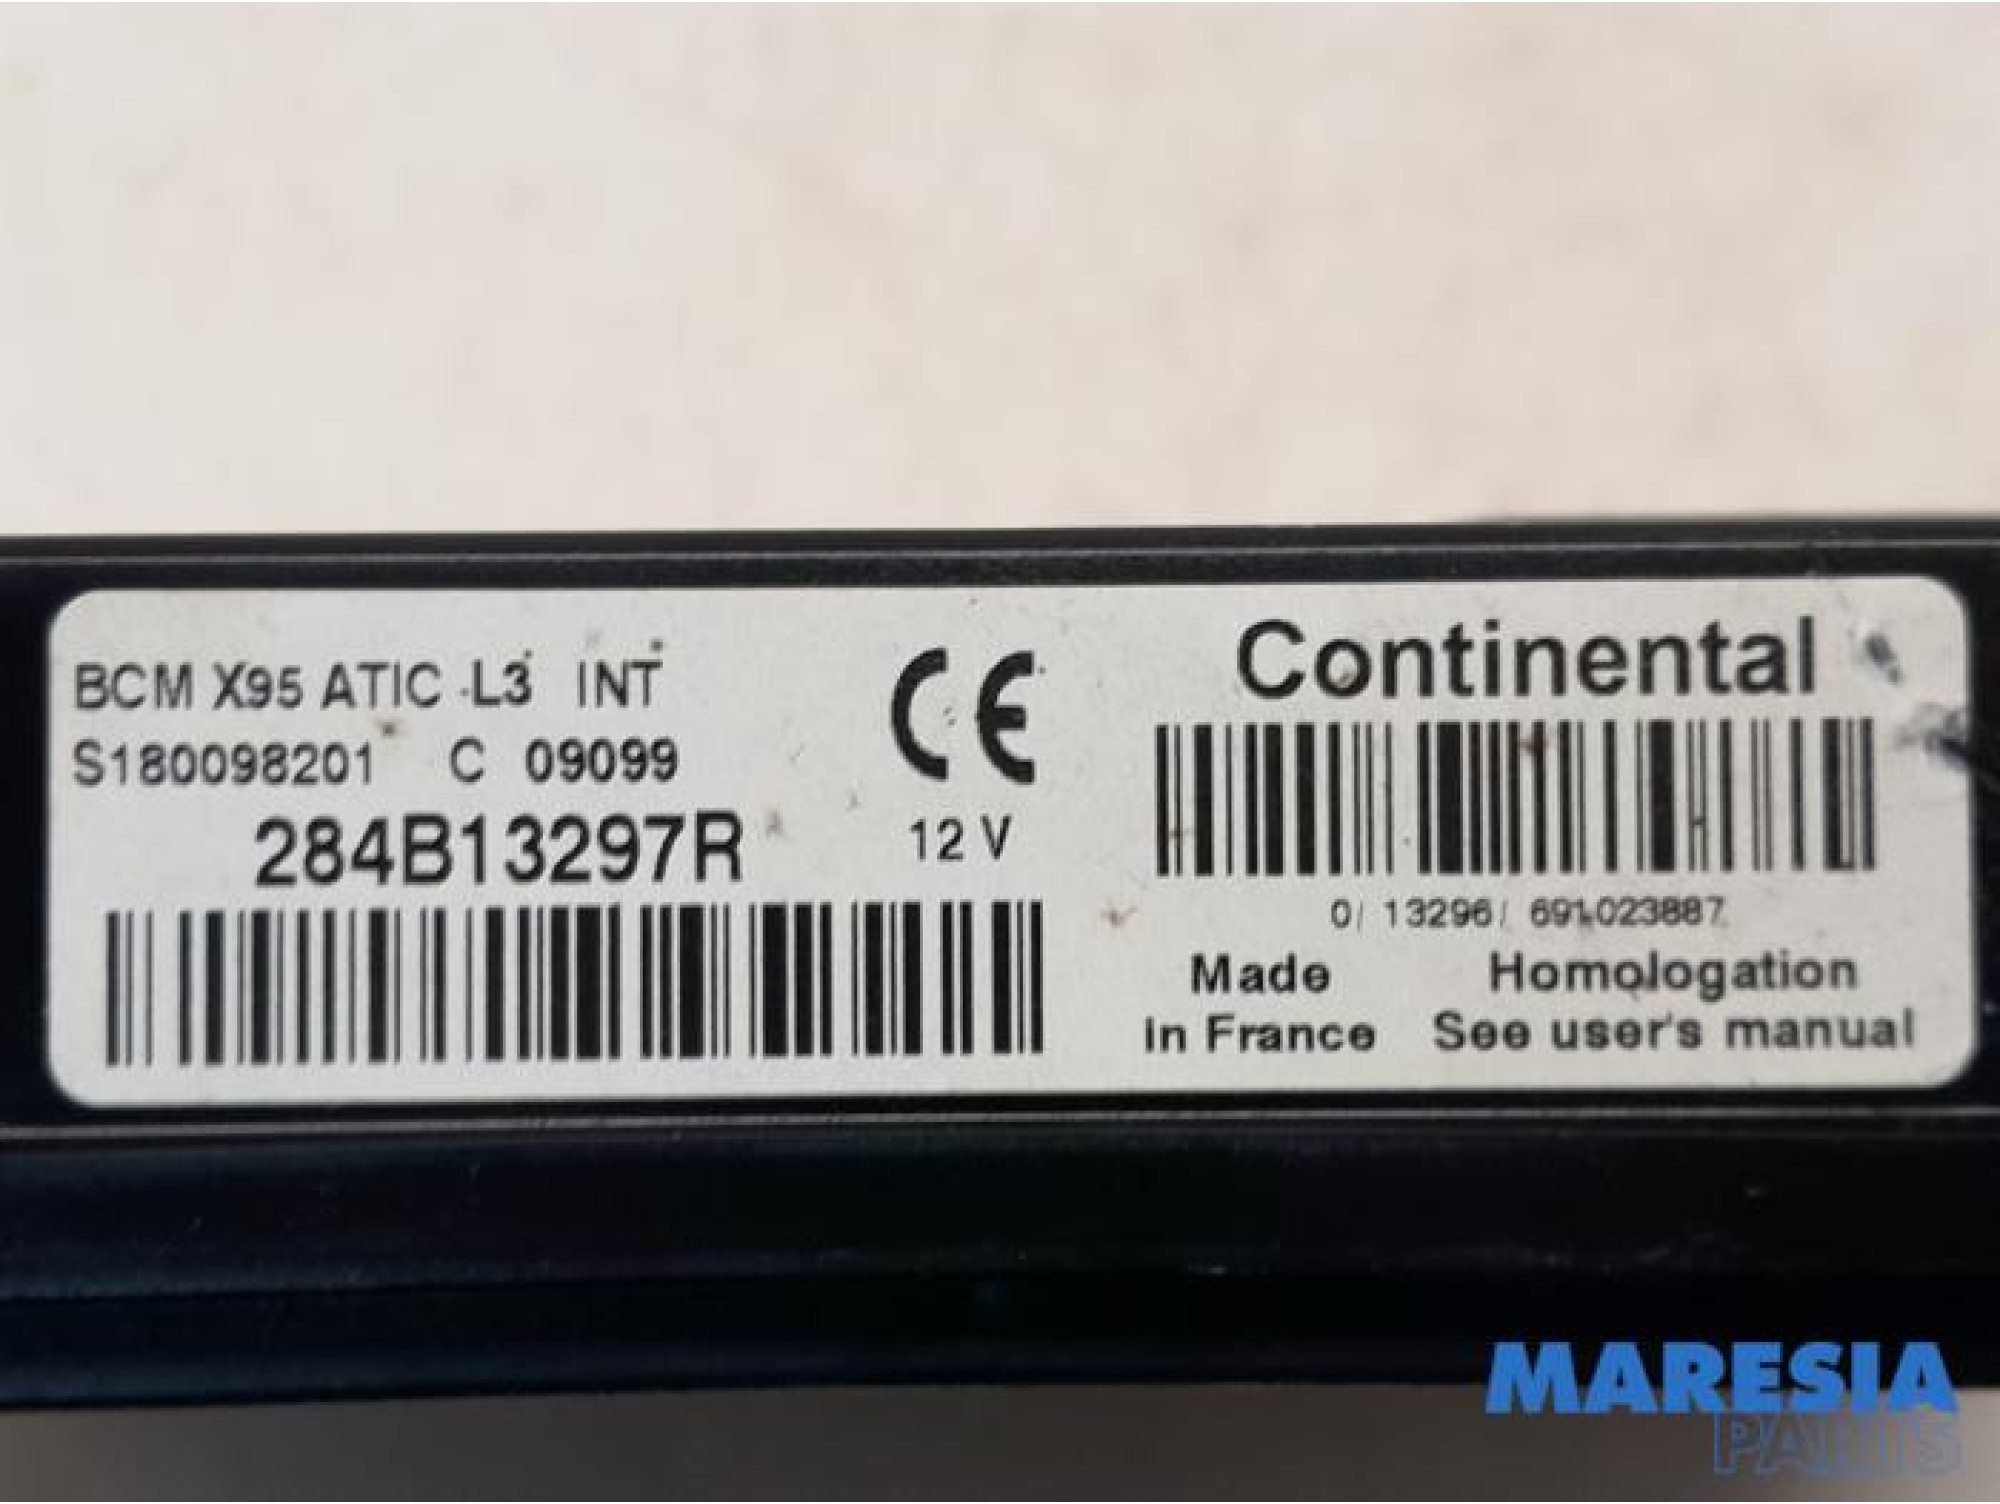 BCM X95 ATIC L3 INT
S180098201 C 09099
284B13297R
CE
12 V
Continental
0/ 13296/ 691023887
Made
in France
Homologation
See user's manual
MARESIA
PARTS